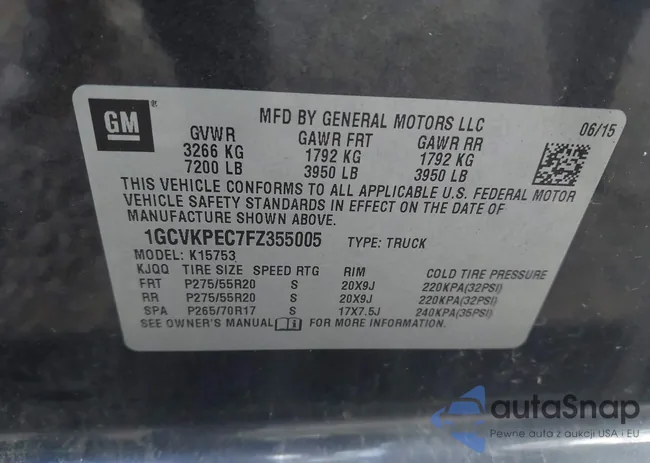 GM
MFD BY GENERAL MOTORS LLC
06/15
GVWR GAWR FRT GAWR RR
3266 KG 1792 KG 1792 KG
7200 LB 3950 LB 3950 LB
THIS VEHICLE CONFORMS TO ALL APPLICABLE U.S. FEDERAL MOTOR
VEHICLE SAFETY STANDARDS IN EFFECT ON THE DATE OF
MANUFACTURE SHOWN ABOVE.
1GCVKPEC7FZ355005 TYPE: TRUCK
MODEL: K15753
KJQQ TIRE SIZE SPEED RTG RIM COLD TIRE PRESSURE
FRT P275/55R20 S 20X9J 220KPA(32PSI)
RR P275/55R20 S 20X9J 220KPA(32PSI)
SPA P265/70R17 S 17X7.5J 240KPA(35PSI)
SEE OWNER'S MANUAL FOR MORE INFORMATION.
autaSnap
Pewne auta z aukcji USA i EU